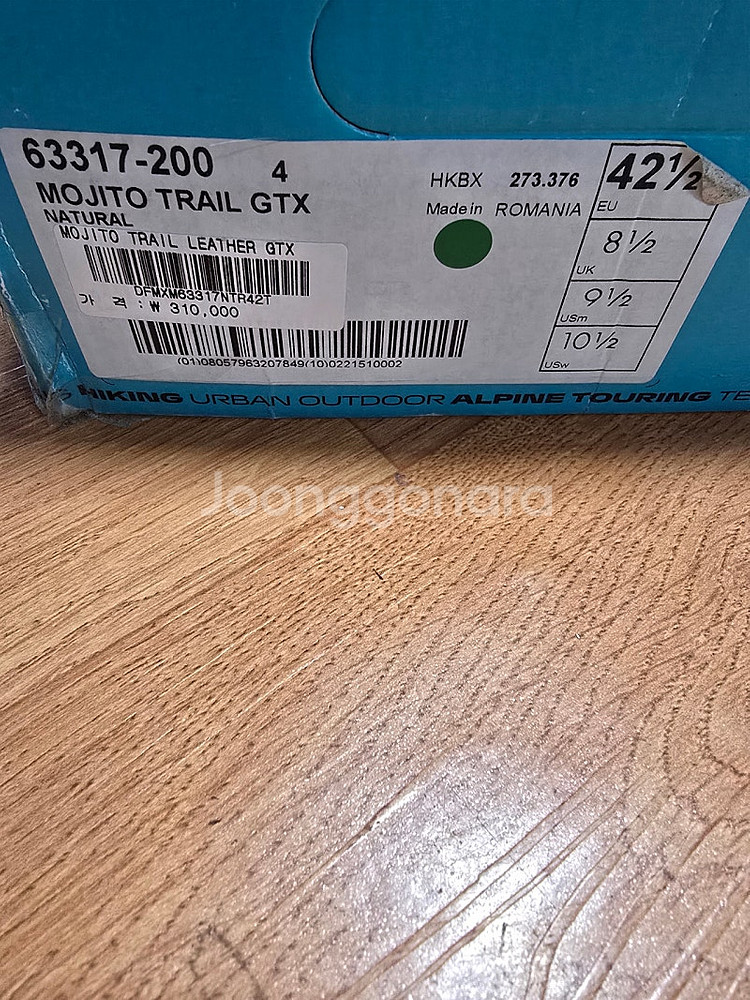 63317-200 4
MOJITO TRAIL GTX
NATURAL
MOJITO TRAIL LEATHER GTX
DFMXM63317NTR42T
가 격 : ₩ 310,000
(01)08057963207849(10)0221510002
HKBX 273.376
Made in ROMANIA
42½
EU
8½
UK
9½
USm
10½
USw
HIKING URBAN OUTDOOR ALPINE TOURING TE
Joonggonara